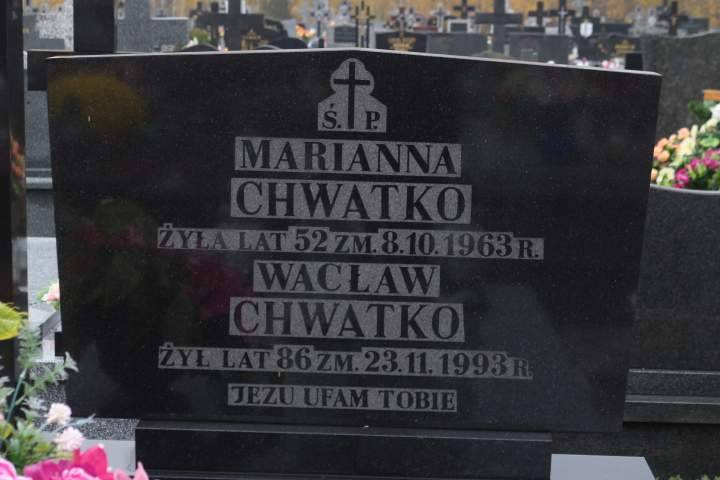 Ś. P.
MARIANNA
CHWATKO
ŻYŁA LAT 52 ZM. 8.10.1963 R.
WACŁAW
CHWATKO
ŻYŁ LAT 86 ZM. 23.11.1993 R.
JEZU UFAM TOBIE